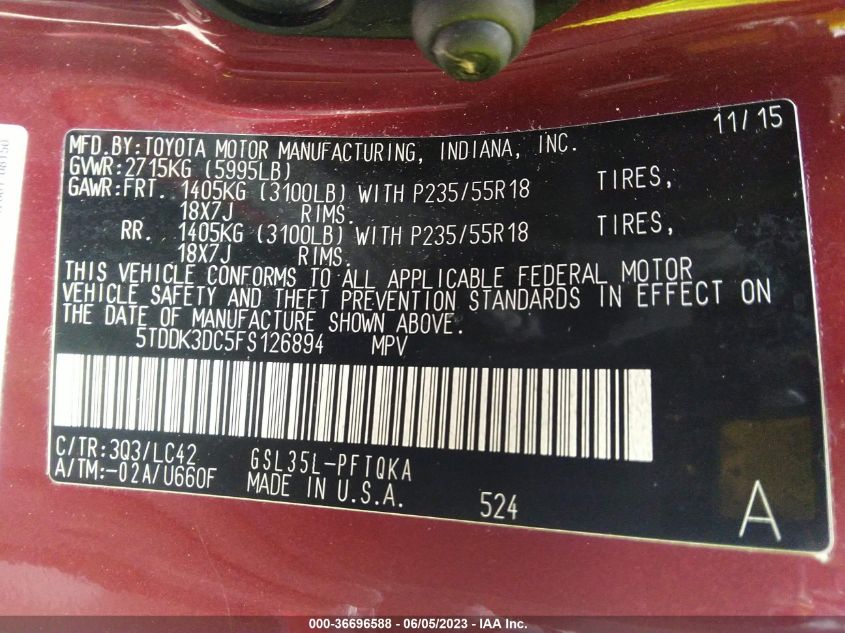 11/15
MFD.BY:TOYOTA MOTOR MANUFACTURING, INDIANA, INC.
GVWR:2715KG (5995LB)
GAWR:FRT. 1405KG (3100LB) WITH P235/55R18 TIRES,
18X7J RIMS.
RR. 1405KG (3100LB) WITH P235/55R18 TIRES,
18X7J RIMS.
THIS VEHICLE CONFORMS TO ALL APPLICABLE FEDERAL MOTOR
VEHICLE SAFETY AND THEFT PREVENTION STANDARDS IN EFFECT ON
THE DATE OF MANUFACTURE SHOWN ABOVE.
5TDDK3DC5FS126894 MPV
C/TR:3Q3/LC42 GSL35L-PFTQKA
A/TM:-02A/U660F MADE IN U.S.A. 524
A
000-36696588 - 06/05/2023 - IAA Inc.